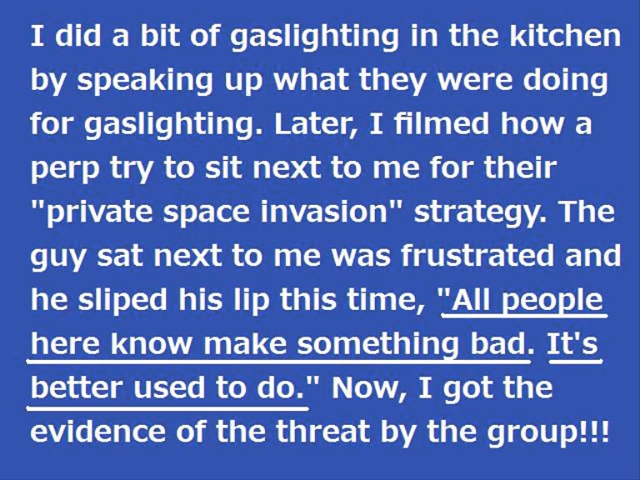 I did a bit of gaslighting in the kitchen
by speaking up what they were doing
for gaslighting. Later, I filmed how a
perp try to sit next to me for their
"private space invasion" strategy. The
guy sat next to me was frustrated and
he sliped his lip this time, "All people
here know make something bad. It's
better used to do." Now, I got the
evidence of the threat by the group!!!